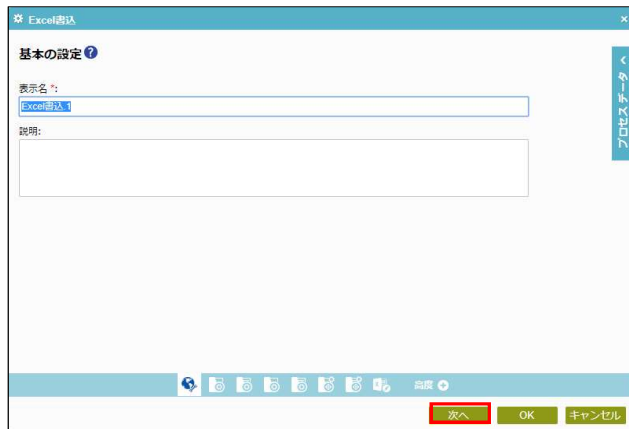 Excel書込
×
基本の設定?
プロセスデータ
表示名 *:
Excel書込 1
説明:
高度
次へ
OK
キャンセル